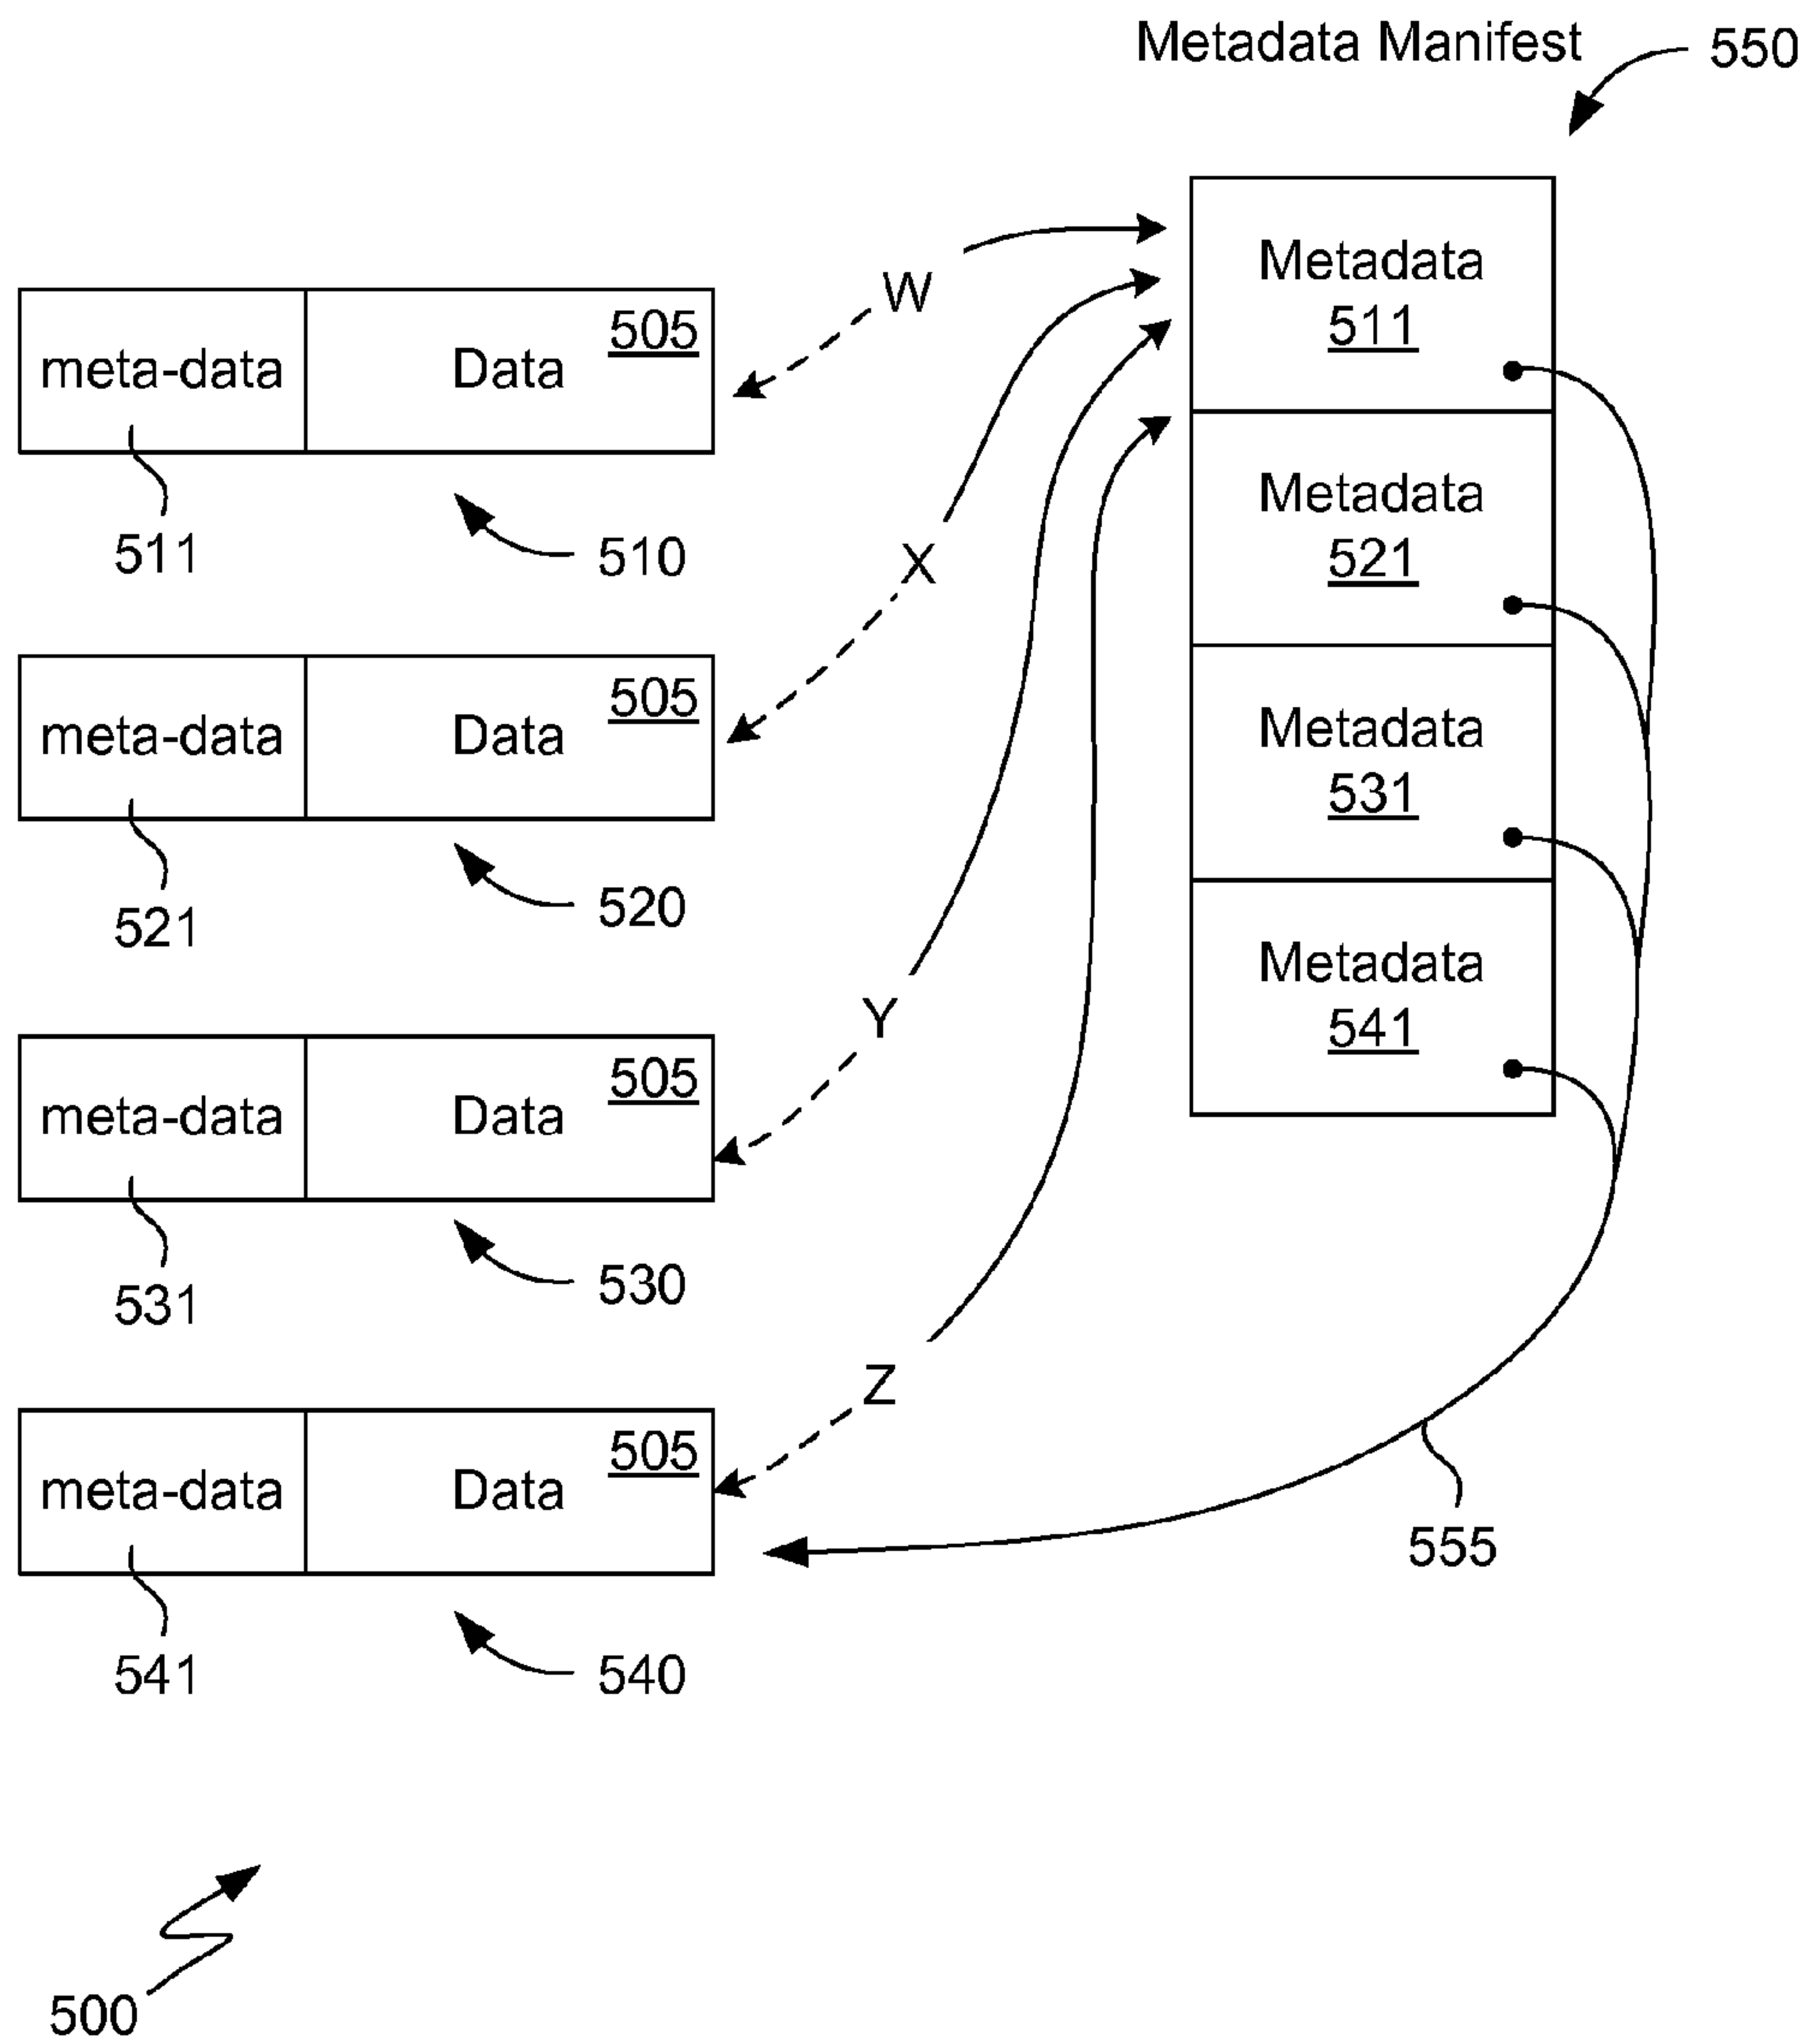 Metadata Manifest
550
W
meta-data
Data
505
511
510
X
meta-data
Data
505
521
520
Y
meta-data
Data
505
531
530
Z
meta-data
Data
505
541
540
Metadata
511
Metadata
521
Metadata
531
Metadata
541
555
500